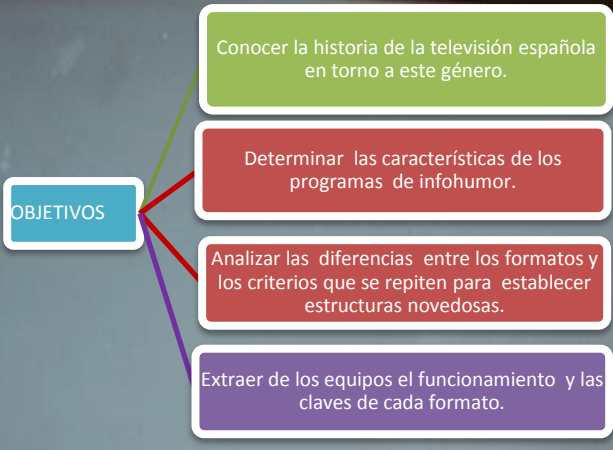 OBJETIVOS
Conocer la historia de la televisión española
en torno a este género.
Determinar las características de los
programas de infohumor.
Analizar las diferencias entre los formatos y
los criterios que se repiten para establecer
estructuras novedosas.
Extraer de los equipos el funcionamiento y las
claves de cada formato.